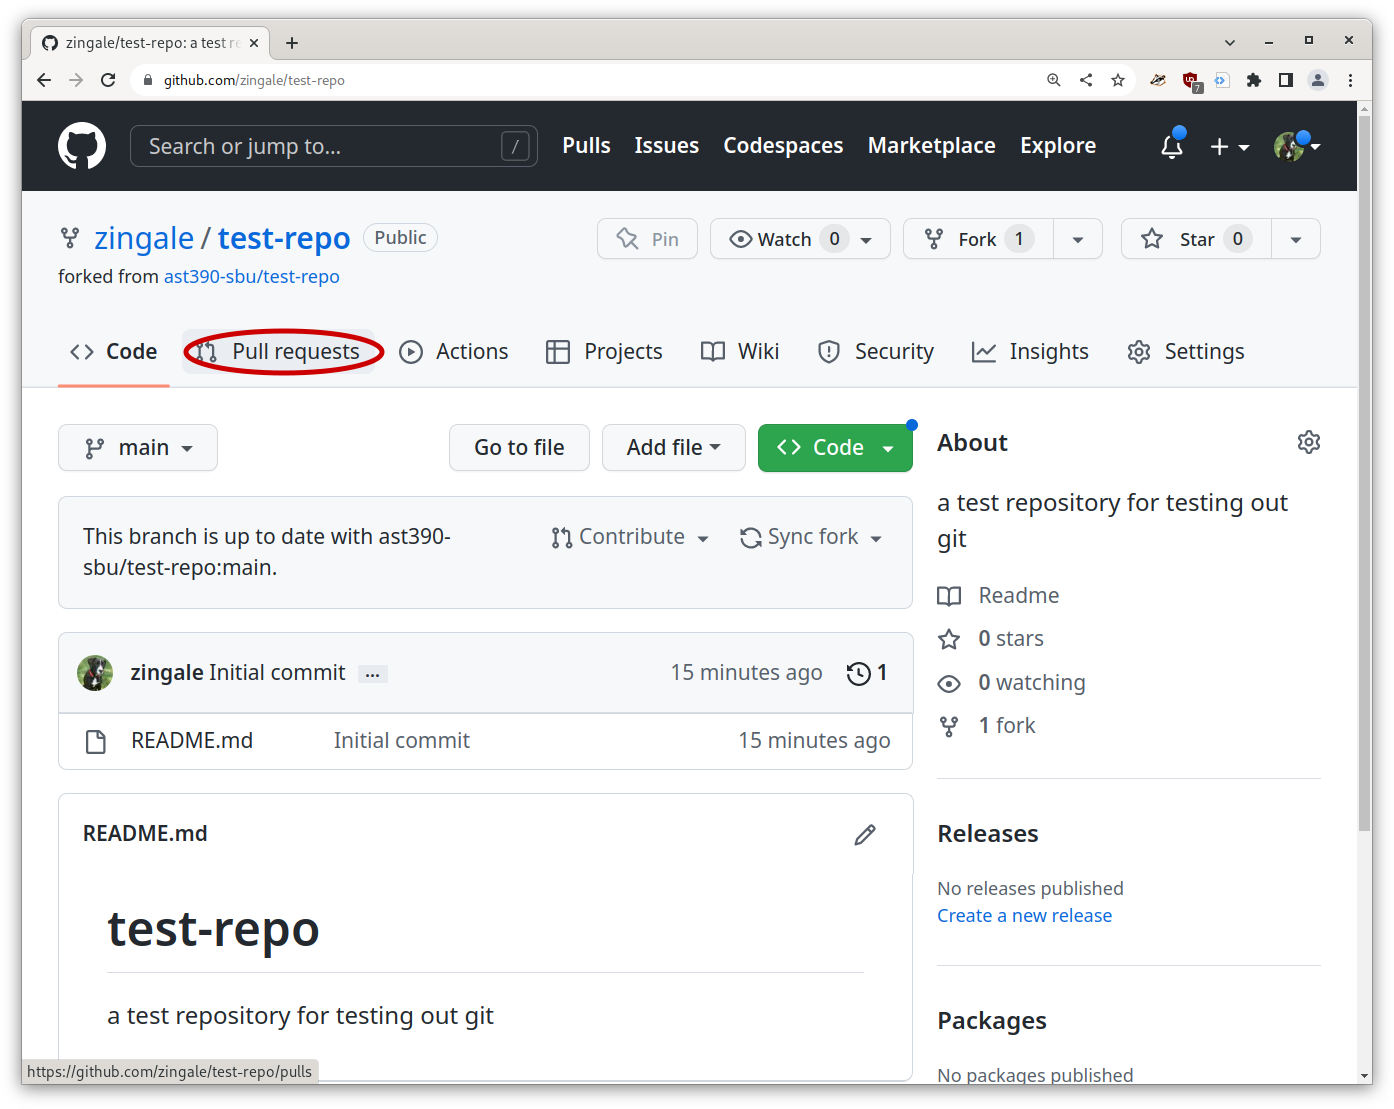 zingale/test-repo: a test re
github.com/zingale/test-repo
7
Search or jump to... / Pulls Issues Codespaces Marketplace Explore
zingale / test-repo Public Pin Watch 0 Fork 1 Star 0
forked from ast390-sbu/test-repo
Code Pull requests Actions Projects Wiki Security Insights Settings
main Go to file Add file Code
This branch is up to date with ast390-
sbu/test-repo:main.
Contribute Sync fork
zingale Initial commit ... 15 minutes ago 1
README.md Initial commit 15 minutes ago
README.md
test-repo
a test repository for testing out git
About
a test repository for testing out
git
Readme
0 stars
0 watching
1 fork
Releases
No releases published
Create a new release
Packages
No packages published
https://github.com/zingale/test-repo/pulls